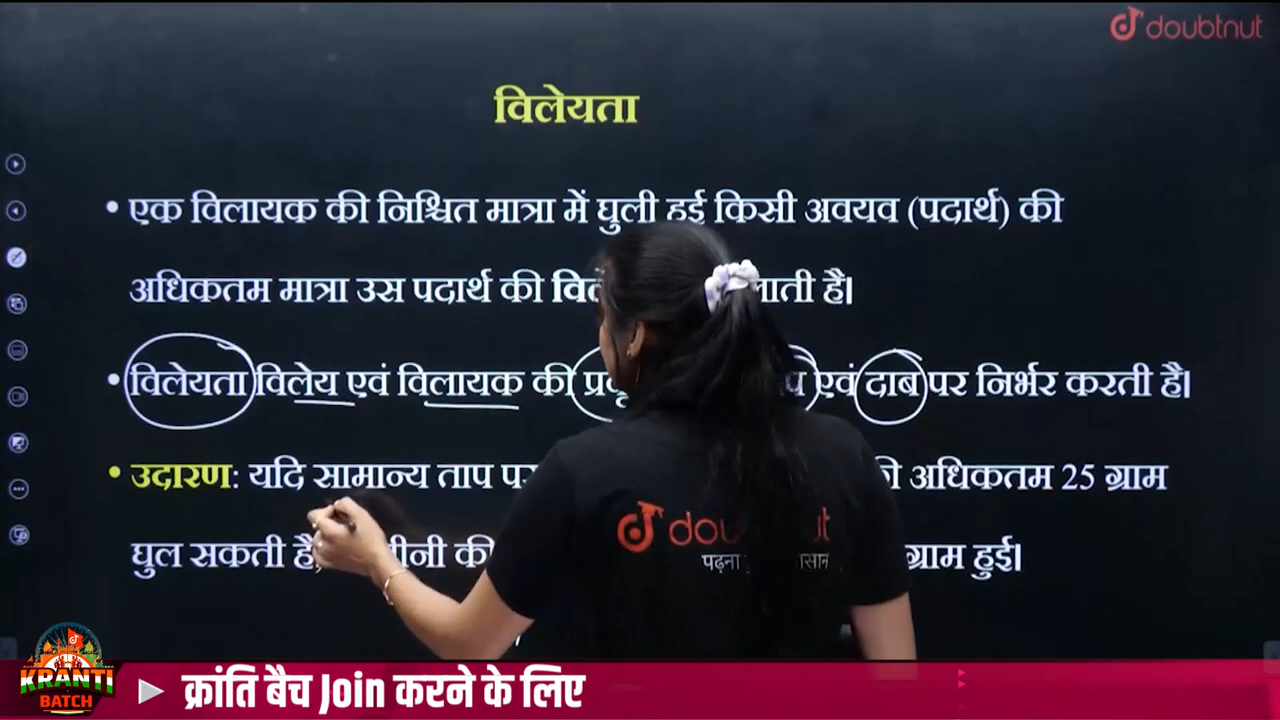 doubtnut
विलेयता
• एक विलायक की निश्चित मात्रा में घुली हुई किसी अवयव (पदार्थ) की
अधिकतम मात्रा उस पदार्थ की लाती है।
• विलेयता विलेय एवं विलायक की एवं दाब पर निर्भर करती है।
• उदारण: यदि सामान्य ताप अधिकतम 25 ग्राम
घुल सकती है, की ग्राम हुई।
पढ़ना
KRANTI
BATCH
क्रांति बैच Join करने के लिए